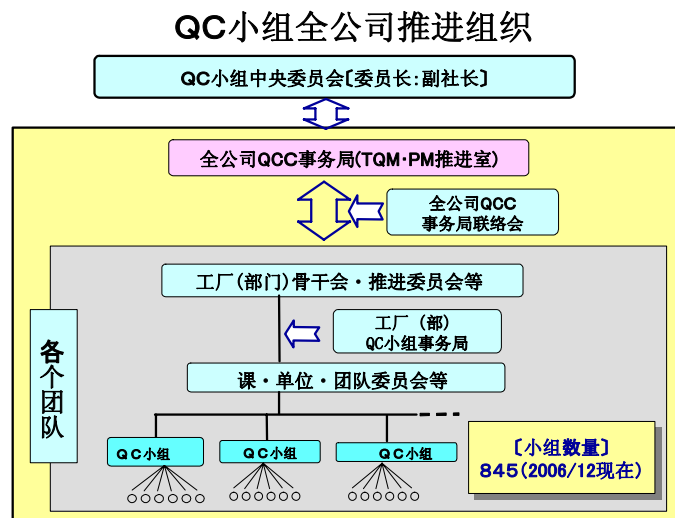 QC小组全公司推进组织
QC小组中央委员会〔委员长:副社长〕
全公司QCC事务局(TQM·PM推进室)
全公司QCC
事务局联络会
工厂(部门)骨干会·推进委员会等
工厂 (部)
QC小组事务局
各个团队
课·单位·团队委员会等
QC小组
QC小组
QC小组
〔小组数量〕
845(2006/12现在)